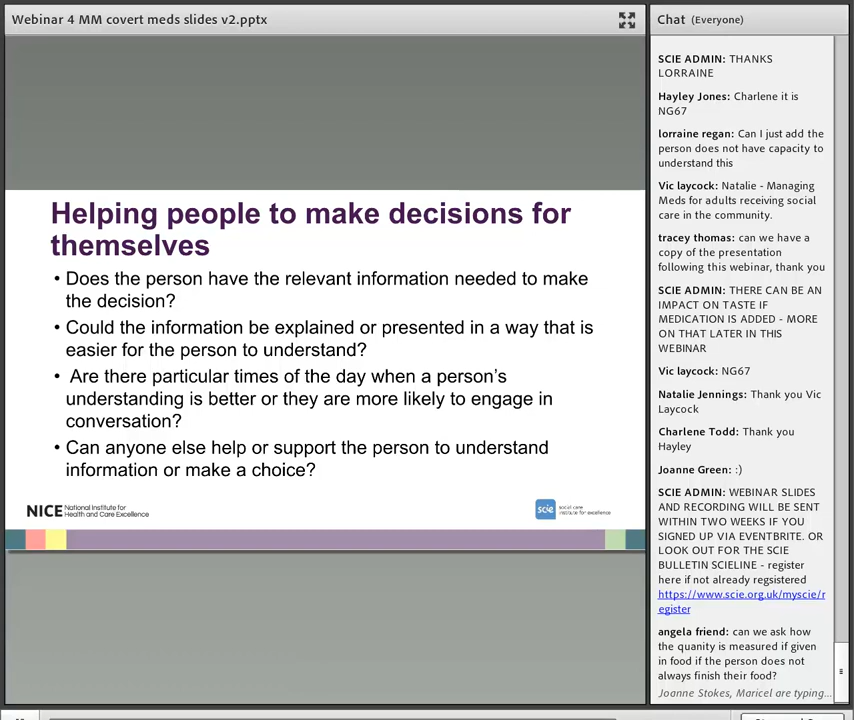 Webinar 4 MM covert meds slides v2.pptx
Helping people to make decisions for
themselves
• Does the person have the relevant information needed to make
the decision?
• Could the information be explained or presented in a way that is
easier for the person to understand?
• Are there particular times of the day when a person's
understanding is better or they are more likely to engage in
conversation?
• Can anyone else help or support the person to understand
information or make a choice?
NICE National Institute for
Health and Care Excellence
scie social care
institute for excellence
Chat (Everyone)
SCIE ADMIN: THANKS
LORRAINE
Hayley Jones: Charlene it is
NG67
lorraine regan: Can I just add the
person does not have capacity to
understand this
Vic laycock: Natalie - Managing
Meds for adults receiving social
care in the community.
tracey thomas: can we have a
copy of the presentation
following this webinar, thank you
SCIE ADMIN: THERE CAN BE AN
IMPACT ON TASTE IF
MEDICATION IS ADDED - MORE
ON THAT LATER IN THIS
WEBINAR
Vic laycock: NG67
Natalie Jennings: Thank you Vic
Laycock
Charlene Todd: Thank you
Hayley
Joanne Green: :)
SCIE ADMIN: WEBINAR SLIDES
AND RECORDING WILL BE SENT
WITHIN TWO WEEKS IF YOU
SIGNED UP VIA EVENTBRITE. OR
LOOK OUT FOR THE SCIE
BULLETIN SCIELINE - register
here if not already regsistered
https://www.scie.org.uk/myscie/r
egister
angela friend: can we ask how
the quanity is measured if given
in food if the person does not
always finish their food?
Joanne Stokes, Maricel are typing...